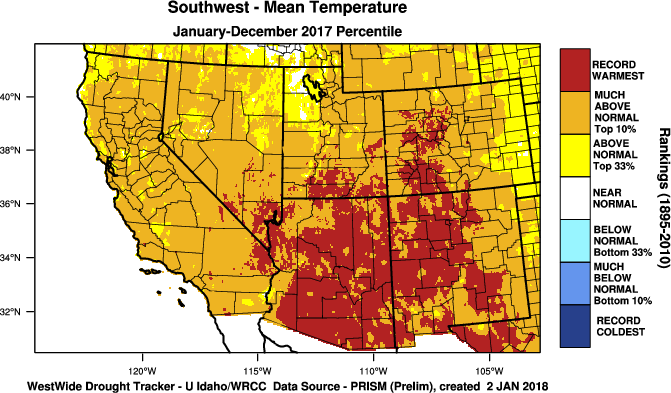 Southwest - Mean Temperature
January-December 2017 Percentile
40°N
38°N
36°N
34°N
32°N
120°W
115°W
110°W
105°W
RECORD
WARMEST
MUCH
ABOVE
NORMAL
Top 10%
ABOVE
NORMAL
Top 33%
NEAR
NORMAL
BELOW
NORMAL
Bottom 33%
MUCH
BELOW
NORMAL
Bottom 10%
RECORD
COLDEST
Rankings (1895-2010)
WestWide Drought Tracker - U Idaho/WRCC Data Source - PRISM (Prelim), created 2 JAN 2018